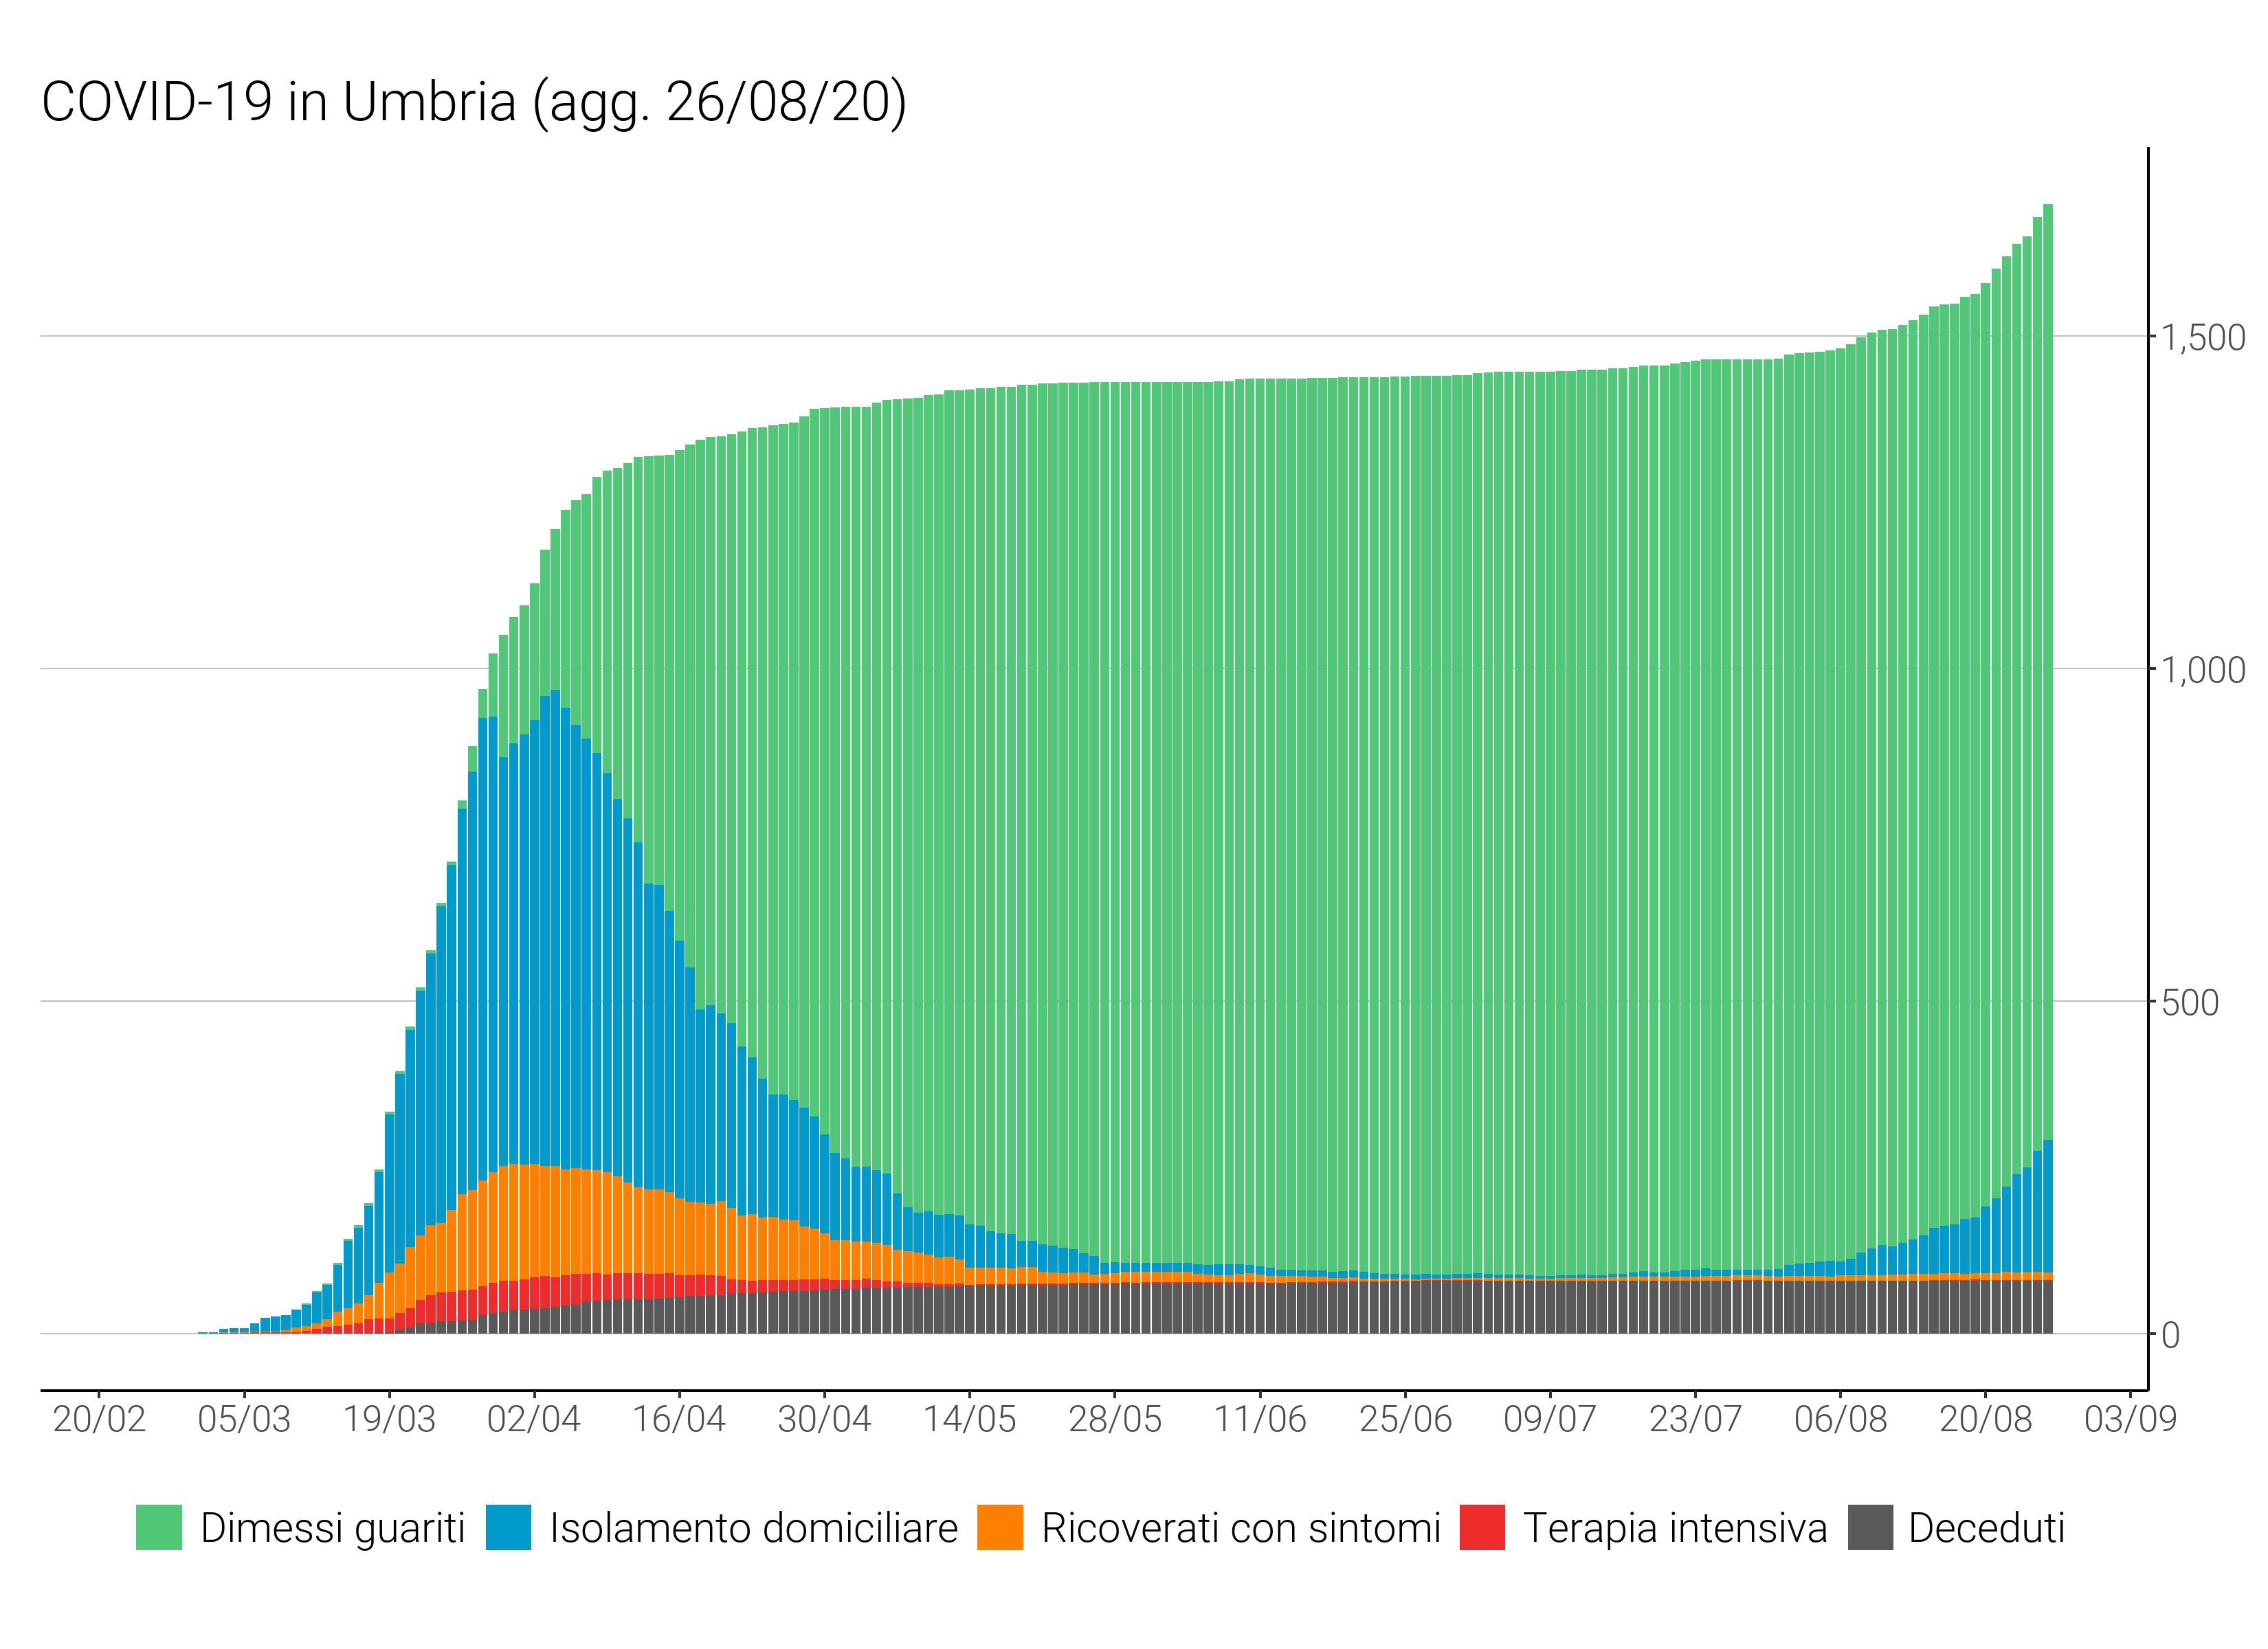 COVID-19 in Umbria (agg. 26/08/20)
1,500
1,000
500
0
20/02 05/03 19/03 02/04 16/04 30/04 14/05 28/05 11/06 25/06 09/07 23/07 06/08 20/08 03/09
Dimessi guariti Isolamento domiciliare Ricoverati con sintomi Terapia intensiva Deceduti